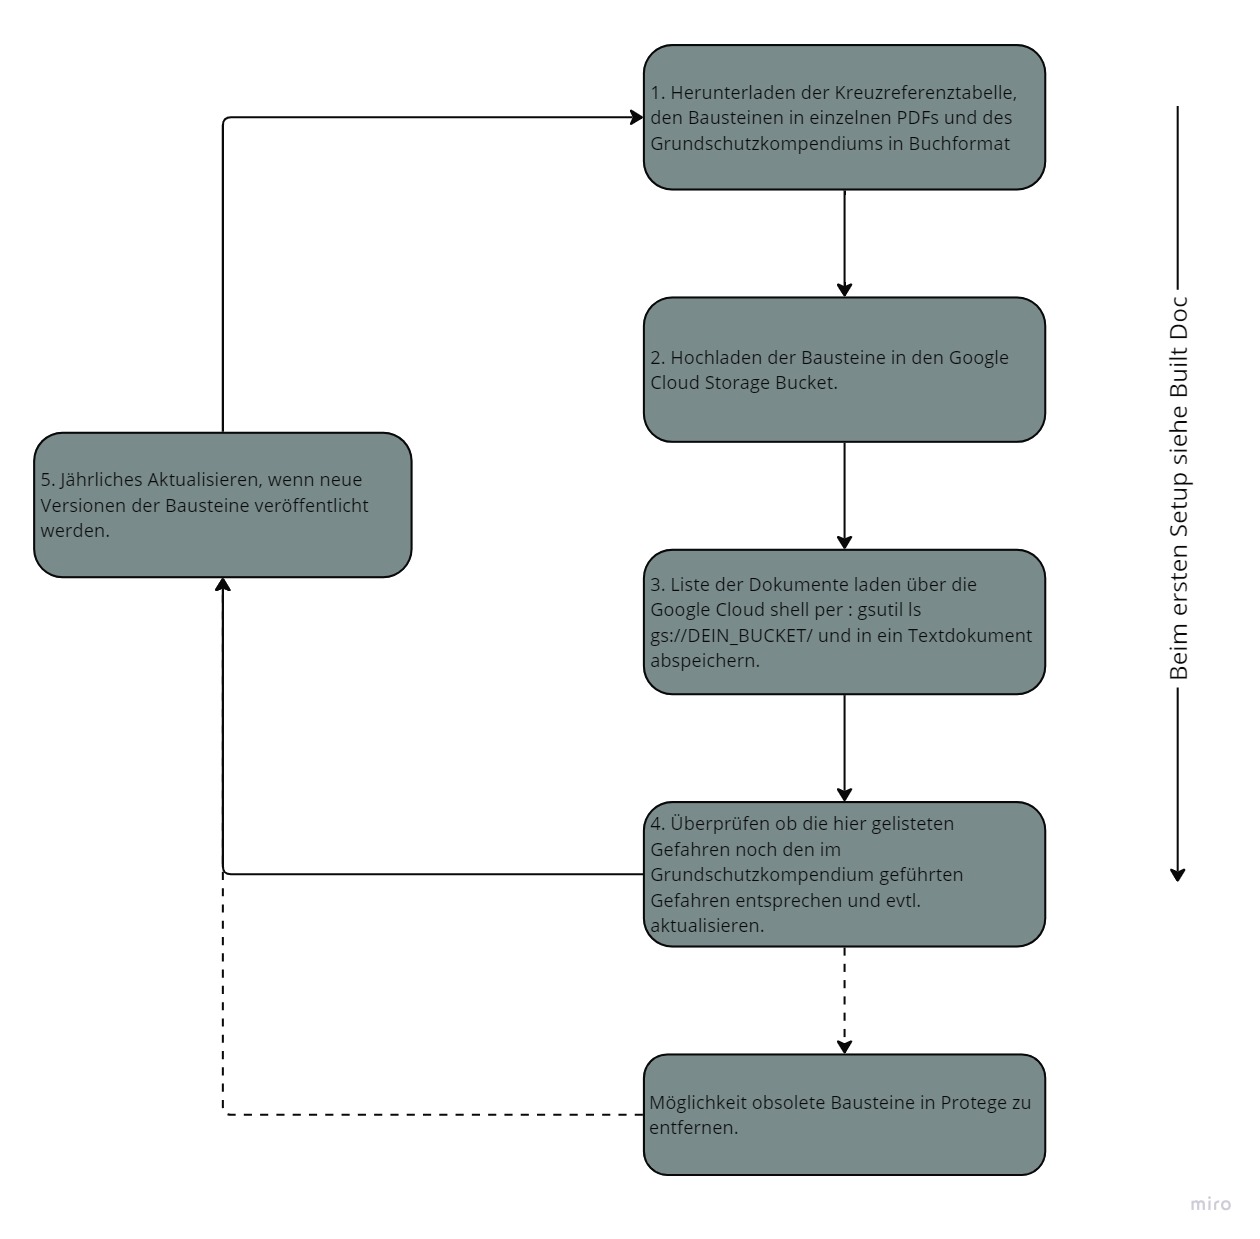 1. Herunterladen der Kreuzreferenztabelle,
den Bausteinen in einzelnen PDFs und des
Grundschutzkompendiums in Buchformat
2. Hochladen der Bausteine in den Google
Cloud Storage Bucket.
3. Liste der Dokumente laden über die
Google Cloud shell per : gsutil ls
gs://DEIN_BUCKET/ und in ein Textdokument
abspeichern.
4. Überprüfen ob die hier gelisteten
Gefahren noch den im
Grundschutzkompendium geführten
Gefahren entsprechen und evtl.
aktualisieren.
Möglichkeit obsolete Bausteine in Protege zu
entfernen.
5. Jährliches Aktualisieren, wenn neue
Versionen der Bausteine veröffentlicht
werden.
Beim ersten Setup siehe Built Doc
miro